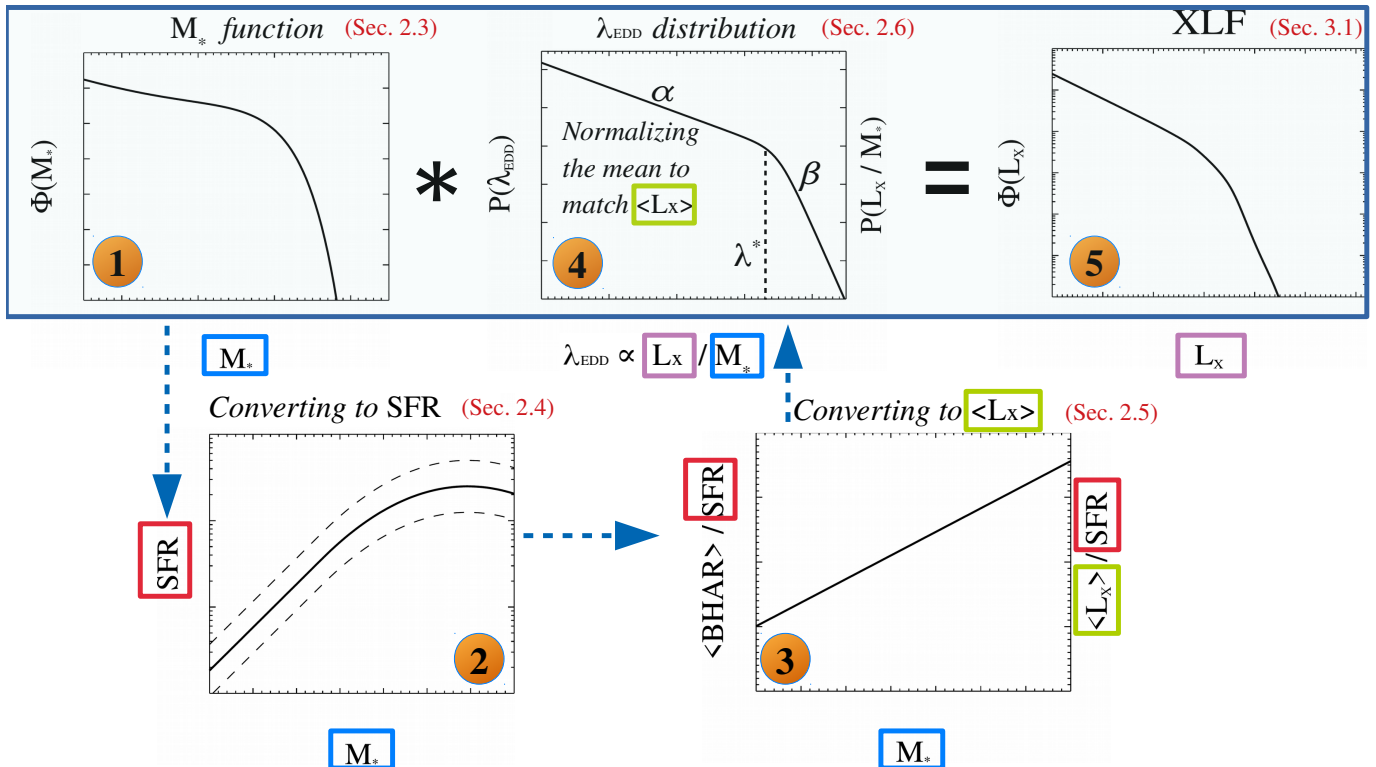 M* function (Sec. 2.3)
λEDD distribution (Sec. 2.6)
XLF (Sec. 3.1)
Φ(M*)
1
*
P(λEDD)
α
Normalizing
the mean to
match <Lx>
β
λ*
4
P(LX / M*)
=
Φ(LX)
5
M*
λEDD ∝ Lx / M*
LX
Converting to SFR (Sec. 2.4)
Converting to <Lx> (Sec. 2.5)
SFR
2
<BHAR> / SFR
3
<LX> / SFR
M*
M*